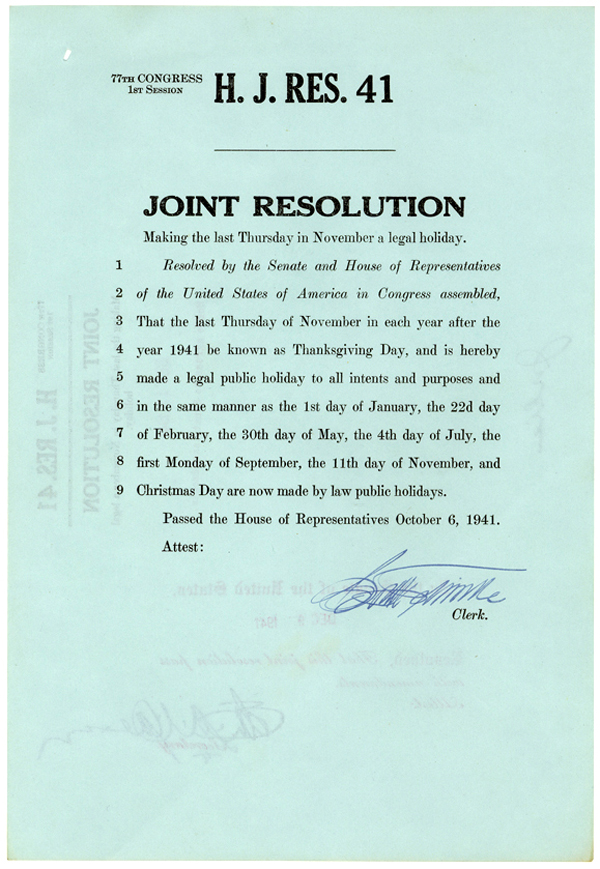 77TH CONGRESS
1ST SESSION
H. J. RES. 41
JOINT RESOLUTION
Making the last Thursday in November a legal holiday.
1 Resolved by the Senate and House of Representatives
2 of the United States of America in Congress assembled,
3 That the last Thursday of November in each year after the
4 year 1941 be known as Thanksgiving Day, and is hereby
5 made a legal public holiday to all intents and purposes and
6 in the same manner as the 1st day of January, the 22d day
7 of February, the 30th day of May, the 4th day of July, the
8 first Monday of September, the 11th day of November, and
9 Christmas Day are now made by law public holidays.
Passed the House of Representatives October 6, 1941.
Attest:
Clerk.